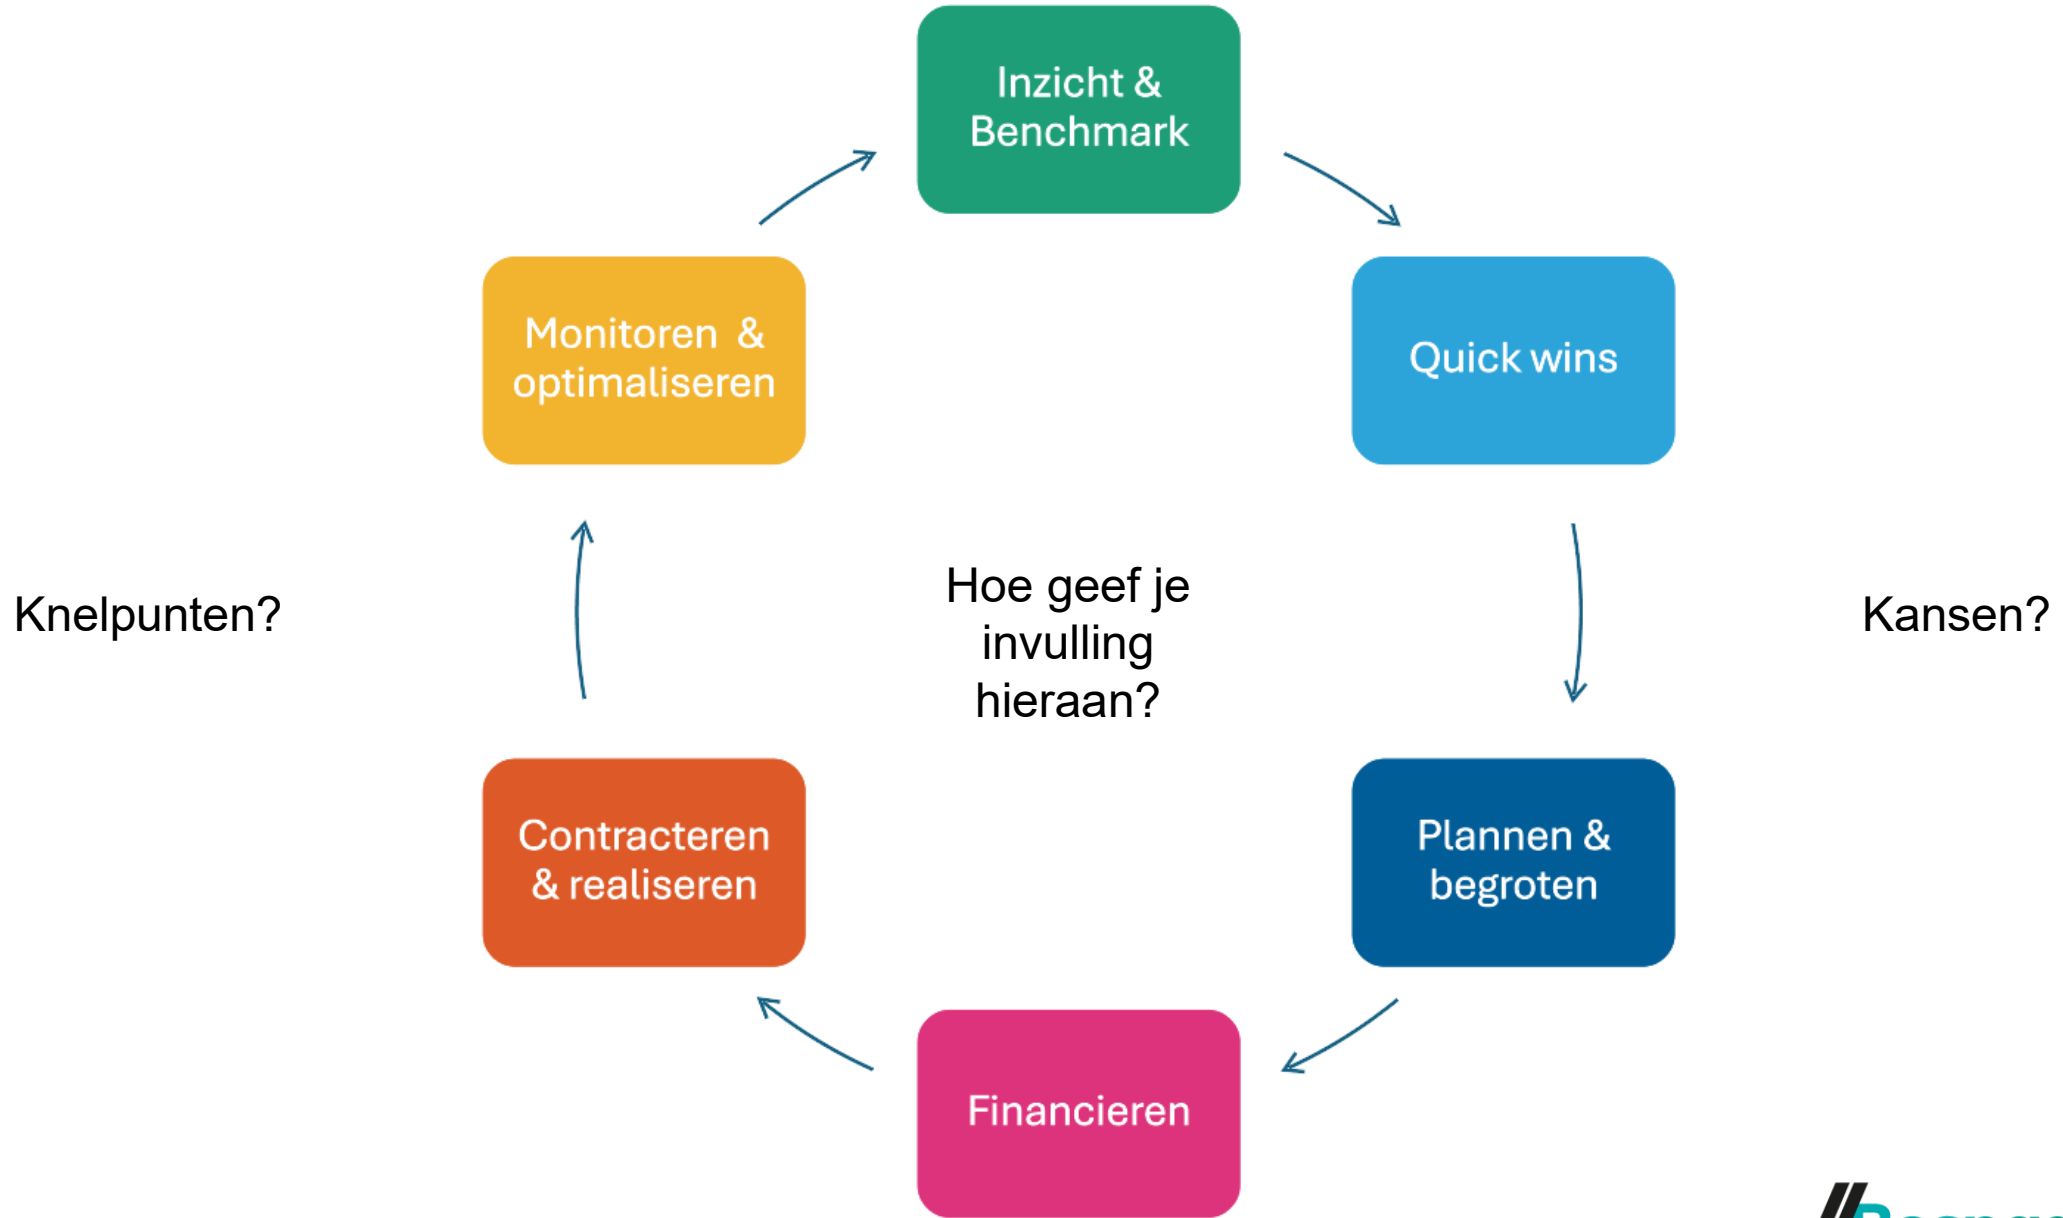 Inzicht &
Benchmark
Monitoren &
optimaliseren
Quick wins
Knelpunten?
Hoe geef je
invulling
hieraan?
Kansen?
Contracteren
& realiseren
Plannen &
begroten
Financieren